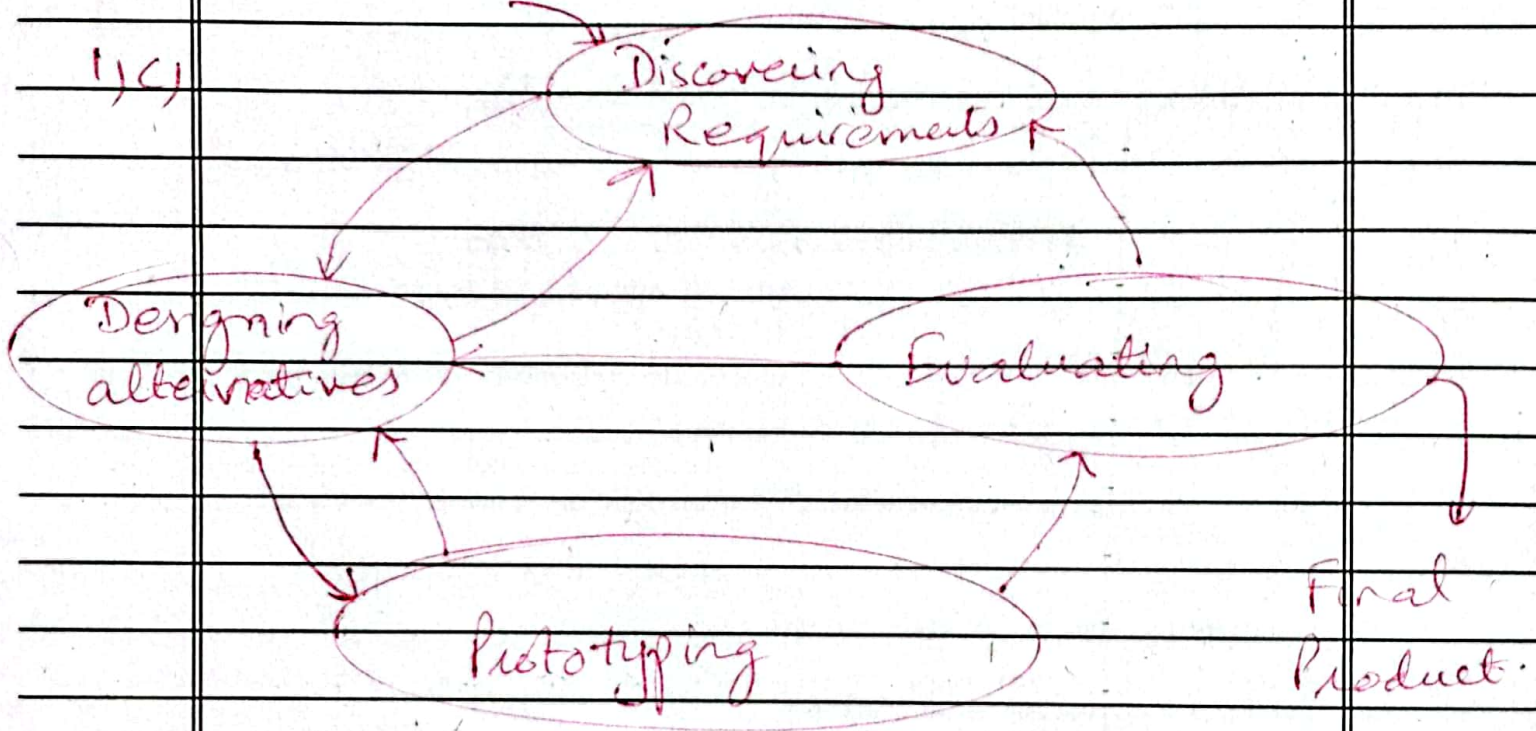 1) c)
Discovering
Requirements
Designing
alternatives
Evaluating
Prototyping
Final
Product.